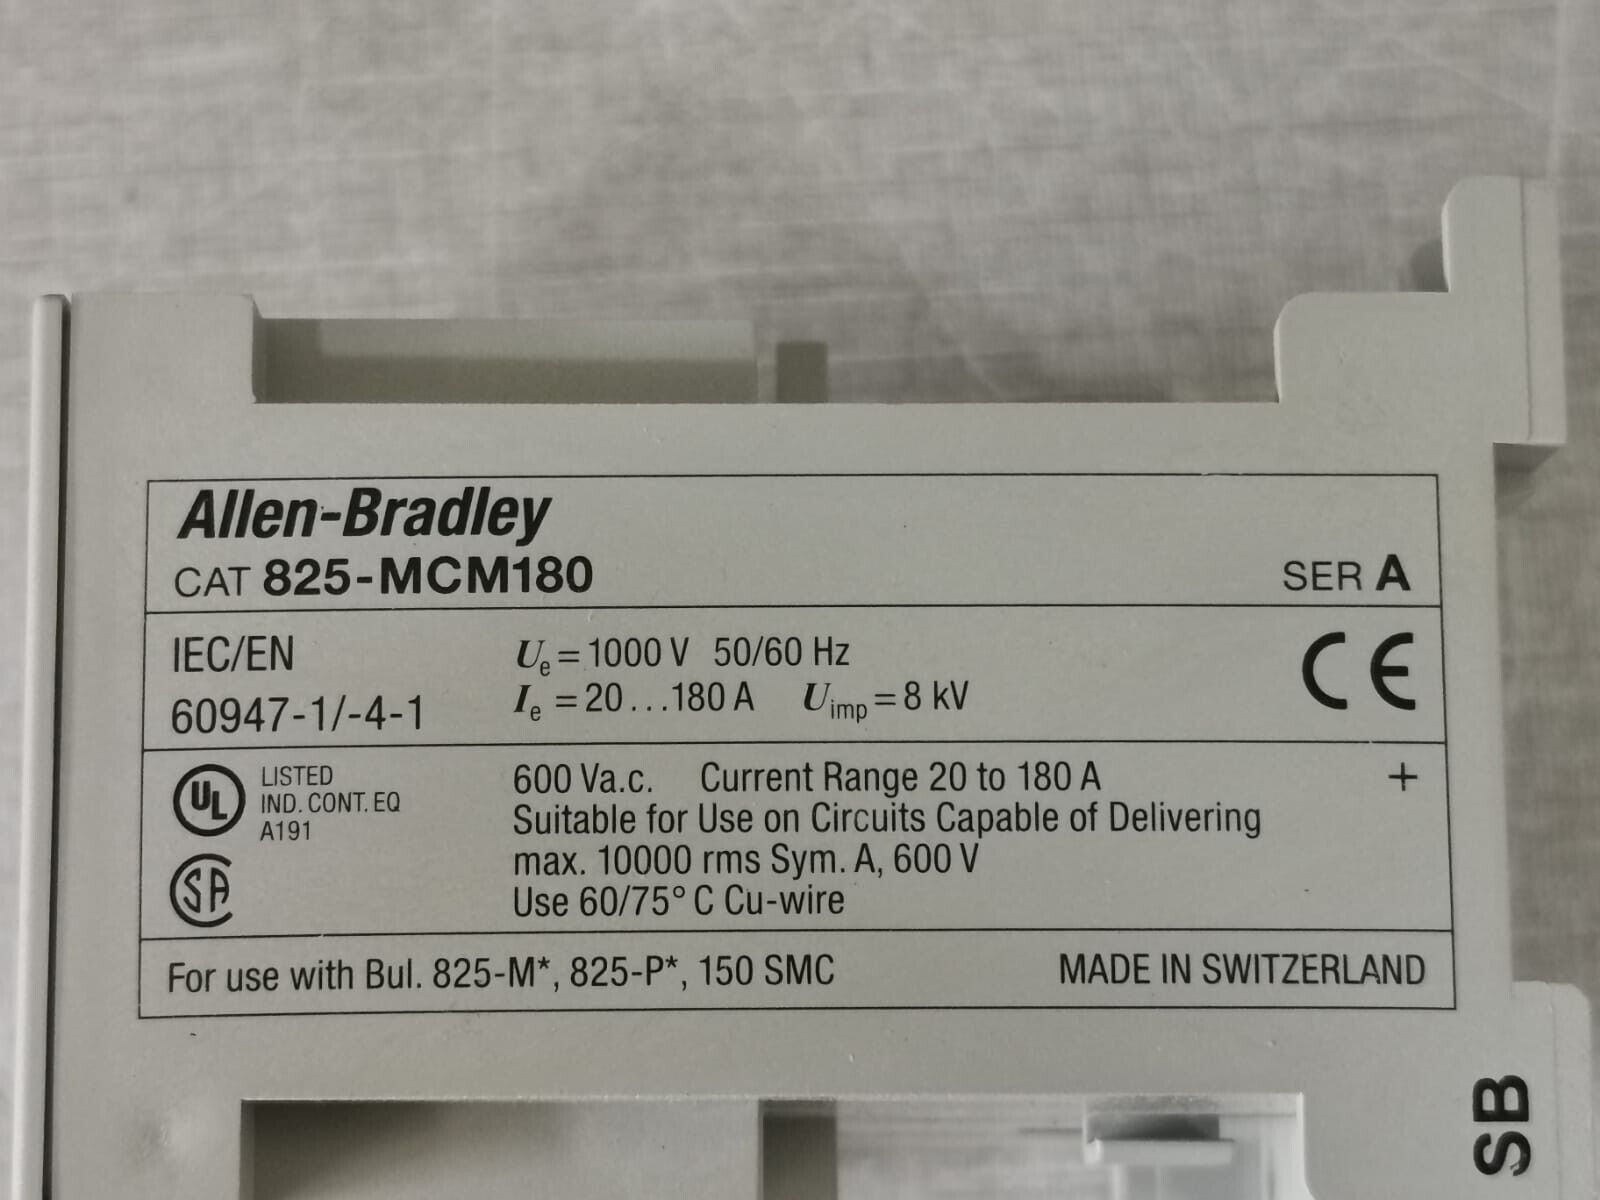 Allen-Bradley
CAT 825-MCM180 SER A
IEC/EN
60947-1/-4-1
Ue = 1000 V 50/60 Hz
Ie = 20...180 A Uimp = 8 kV
CE
UL LISTED
IND. CONT. EQ
A191
SA
600 Va.c. Current Range 20 to 180 A +
Suitable for Use on Circuits Capable of Delivering
max. 10000 rms Sym. A, 600 V
Use 60/75° C Cu-wire
For use with Bul. 825-M*, 825-P*, 150 SMC MADE IN SWITZERLAND
SB